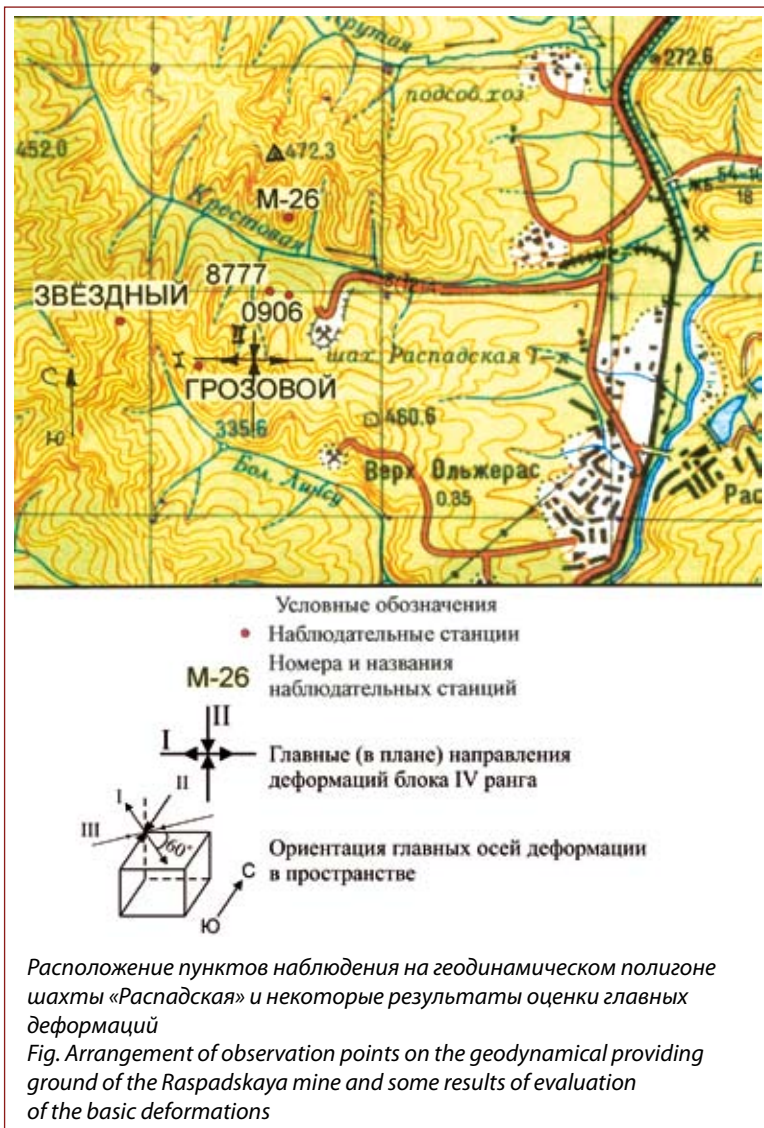 Крутая
272.6
подсоб. хоз.
452.0
472.3
М-26
18
Крестовая
8777
ЗВЁЗДНЫЙ
0906
II
шах. Распадская 1-я
I
ГРОЗОВОЙ
С
Ю
335.6
460.6
Верх Ольжерас
0.85
Рас
Условные обозначения
Наблюдательные станции
М-26 Номера и названия
наблюдательных станций
II
I
Главные (в плане) направления
деформаций блока IV ранга
I
II
III
60°
С
Ю
Ориентация главных осей деформации
в пространстве
Расположение пунктов наблюдения на геодинамическом полигоне
шахты «Распадская» и некоторые результаты оценки главных
деформаций
Fig. Arrangement of observation points on the geodynamical providing
ground of the Raspadskaya mine and some results of evaluation
of the basic deformations